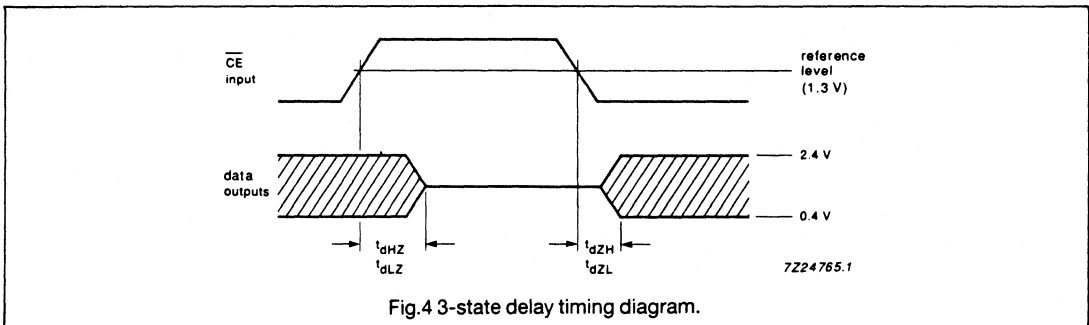 CE
input
reference
level
(1.3 V)
data
outputs
2.4 V
0.4 V
tdHZ
tdLZ
tdZH
tdZL
7Z24765.1
Fig.4 3-state delay timing diagram.